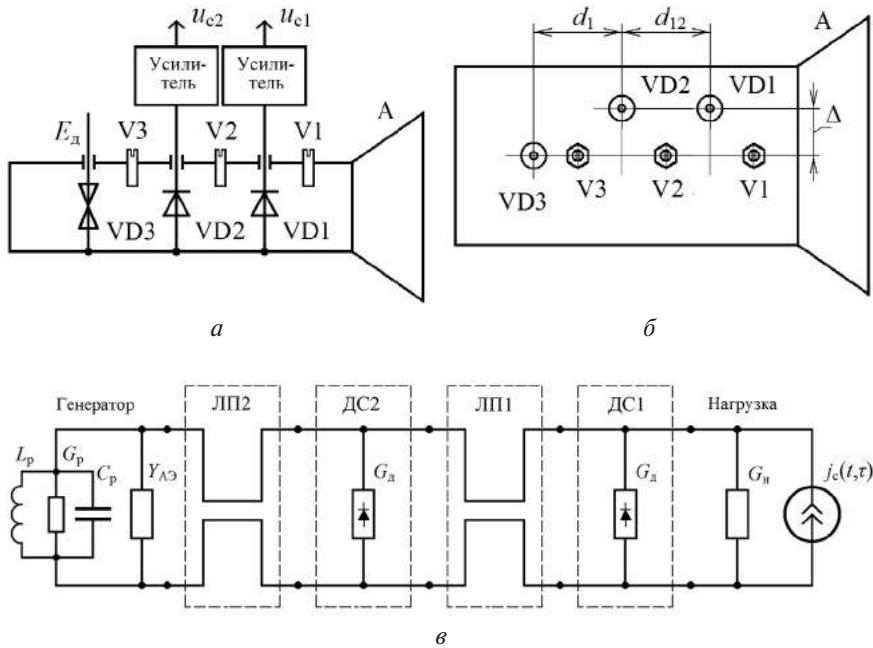 u_c2 u_c1
Усили-
тель
Усили-
тель
A
E_д V3 V2 V1
VD3 VD2 VD1
а
d_1 d_12
A
VD2 VD1
Δ
V3 V2 V1
VD3
б
Генератор ЛП2 ДС2 ЛП1 ДС1 Нагрузка
L_р G_р C_р Y_АЭ G_д G_д G_н j_c(t,τ)
в